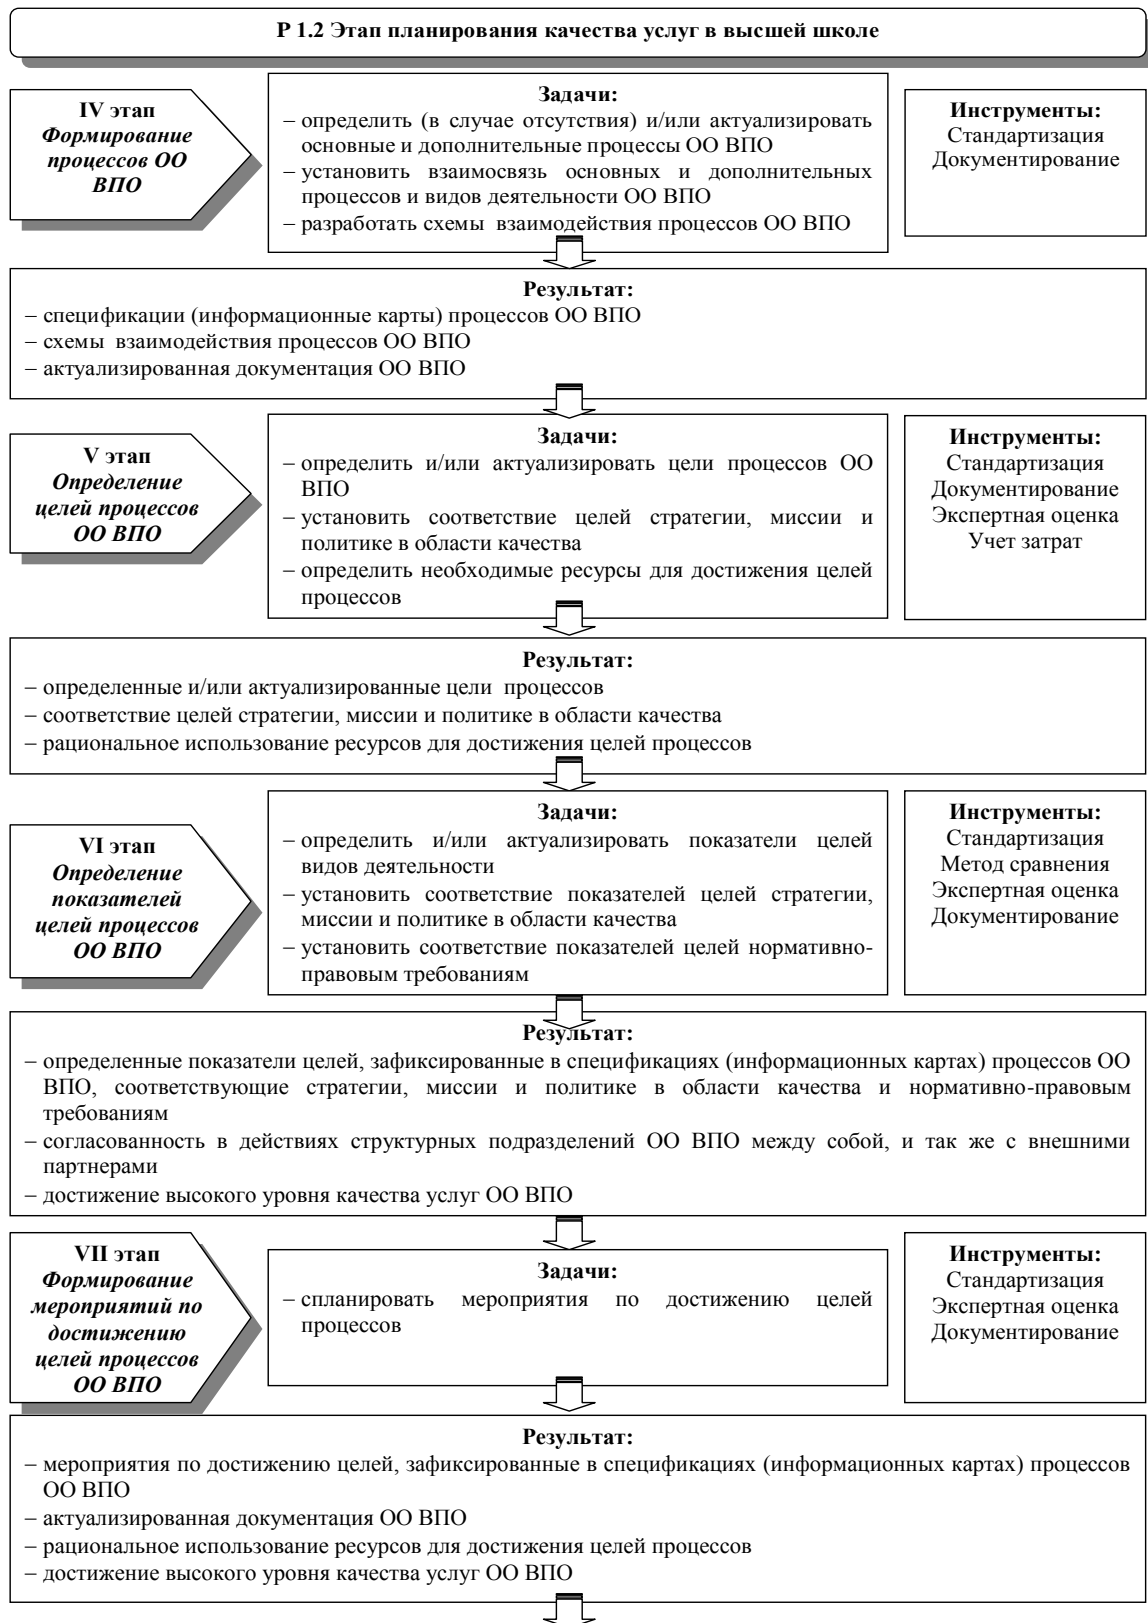 Р 1.2 Этап планирования качества услуг в высшей школе
IV этап
Формирование
процессов ОО
ВПО
Задачи:
– определить (в случае отсутствия) и/или актуализировать
основные и дополнительные процессы ОО ВПО
– установить взаимосвязь основных и дополнительных
процессов и видов деятельности ОО ВПО
– разработать схемы взаимодействия процессов ОО ВПО
Инструменты:
Стандартизация
Документирование
Результат:
– спецификации (информационные карты) процессов ОО ВПО
– схемы взаимодействия процессов ОО ВПО
– актуализированная документация ОО ВПО
V этап
Определение
целей процессов
ОО ВПО
Задачи:
– определить и/или актуализировать цели процессов ОО
ВПО
– установить соответствие целей стратегии, миссии и
политике в области качества
– определить необходимые ресурсы для достижения целей
процессов
Инструменты:
Стандартизация
Документирование
Экспертная оценка
Учет затрат
Результат:
– определенные и/или актуализированные цели процессов
– соответствие целей стратегии, миссии и политике в области качества
– рациональное использование ресурсов для достижения целей процессов
VI этап
Определение
показателей
целей процессов
ОО ВПО
Задачи:
– определить и/или актуализировать показатели целей
видов деятельности
– установить соответствие показателей целей стратегии,
миссии и политике в области качества
– установить соответствие показателей целей нормативно-
правовым требованиям
Инструменты:
Стандартизация
Метод сравнения
Экспертная оценка
Документирование
Результат:
– определенные показатели целей, зафиксированные в спецификациях (информационных картах) процессов ОО
ВПО, соответствующие стратегии, миссии и политике в области качества и нормативно-правовым
требованиям
– согласованность в действиях структурных подразделений ОО ВПО между собой, и так же с внешними
партнерами
– достижение высокого уровня качества услуг ОО ВПО
VII этап
Формирование
мероприятий по
достижению
целей процессов
ОО ВПО
Задачи:
– спланировать мероприятия по достижению целей
процессов
Инструменты:
Стандартизация
Экспертная оценка
Документирование
Результат:
– мероприятия по достижению целей, зафиксированные в спецификациях (информационных картах) процессов
ОО ВПО
– актуализированная документация ОО ВПО
– рациональное использование ресурсов для достижения целей процессов
– достижение высокого уровня качества услуг ОО ВПО